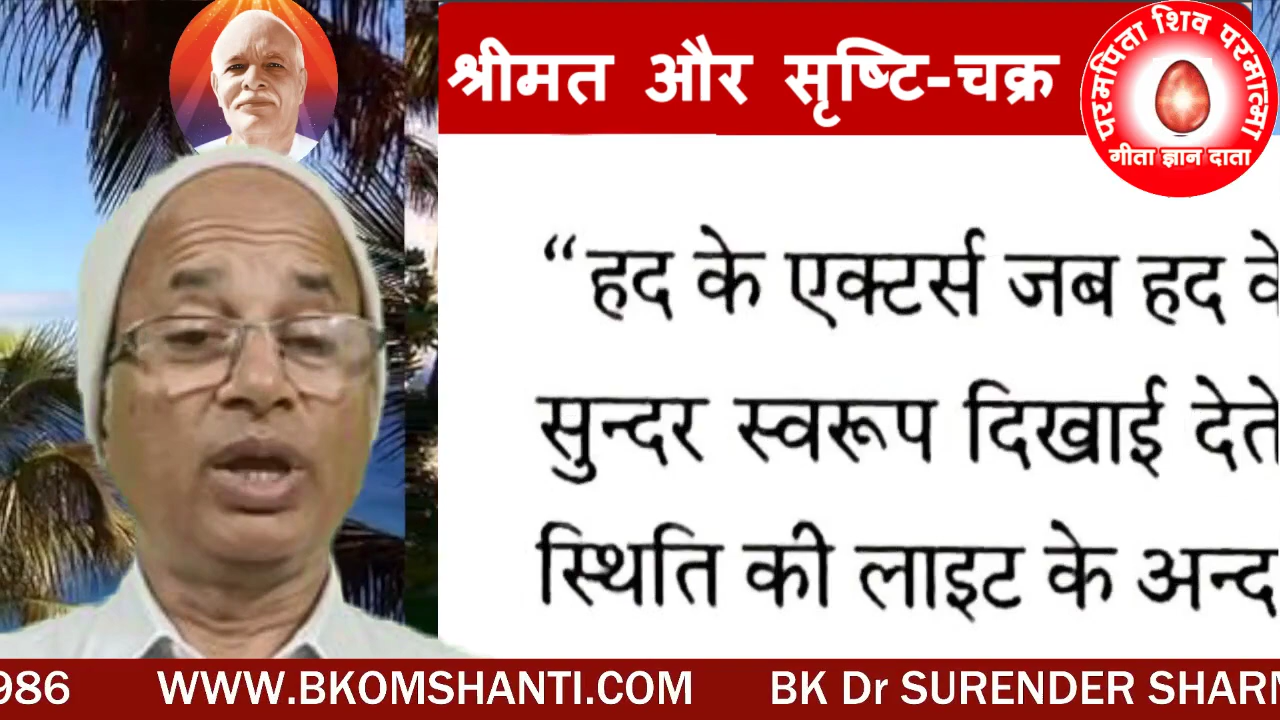 श्रीमत और सृष्टि-चक्र
परमपिता शिव परमात्मा
गीता ज्ञान दाता
“हद के एक्टर्स जब हद
सुन्दर स्वरूप दिखाई देते
स्थिति की लाइट के अन्द
986 WWW.BKOMSHANTI.COM BK Dr SURENDER SHARM